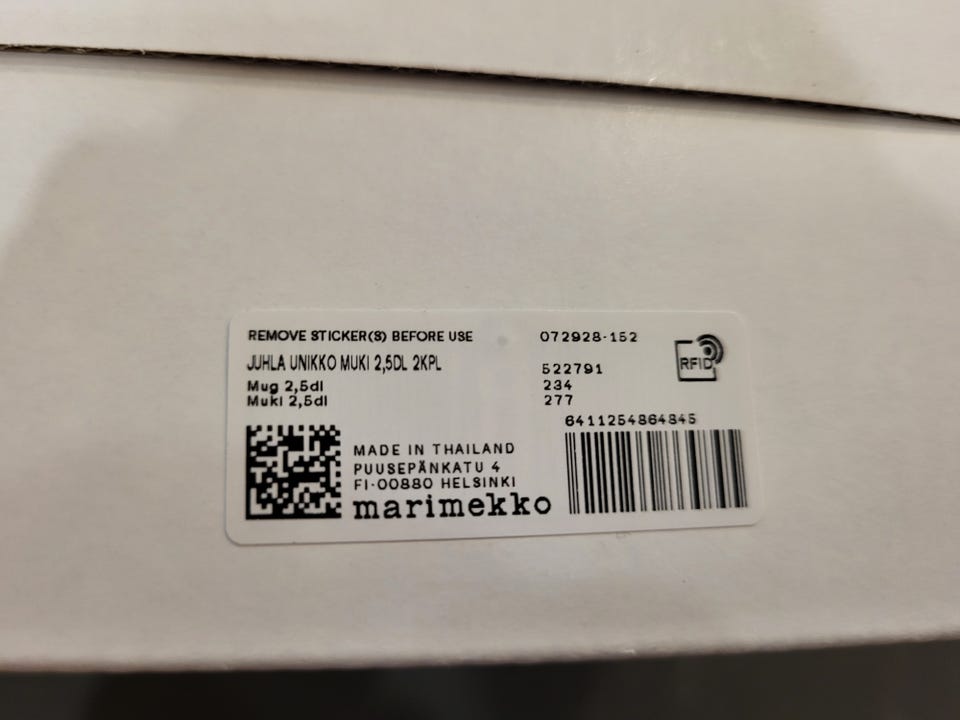 REMOVE STICKER(S) BEFORE USE
072928-152
JUHLA UNIKKO MUKI 2,5DL 2KPL
Mug 2,5dl
Muki 2,5dl
522791
234
277
RFID
6411254864845
MADE IN THAILAND
PUUSEPÄNKATU 4
FI-00880 HELSINKI
marimekko